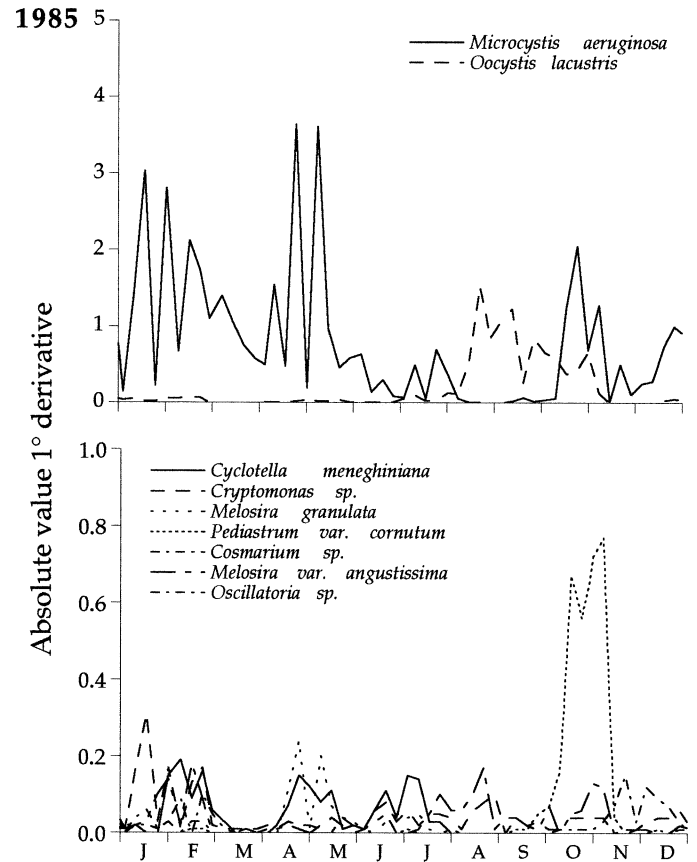 1985
5
4
3
2
1
0
Microcystis aeruginosa
Oocystis lacustris
Absolute value 1° derivative
1.0
0.8
0.6
0.4
0.2
0.0
Cyclotella meneghiniana
Cryptomonas sp.
Melosira granulata
Pediastrum var. cornutum
Cosmarium sp.
Melosira var. angustissima
Oscillatoria sp.
J F M A M J J A S O N D